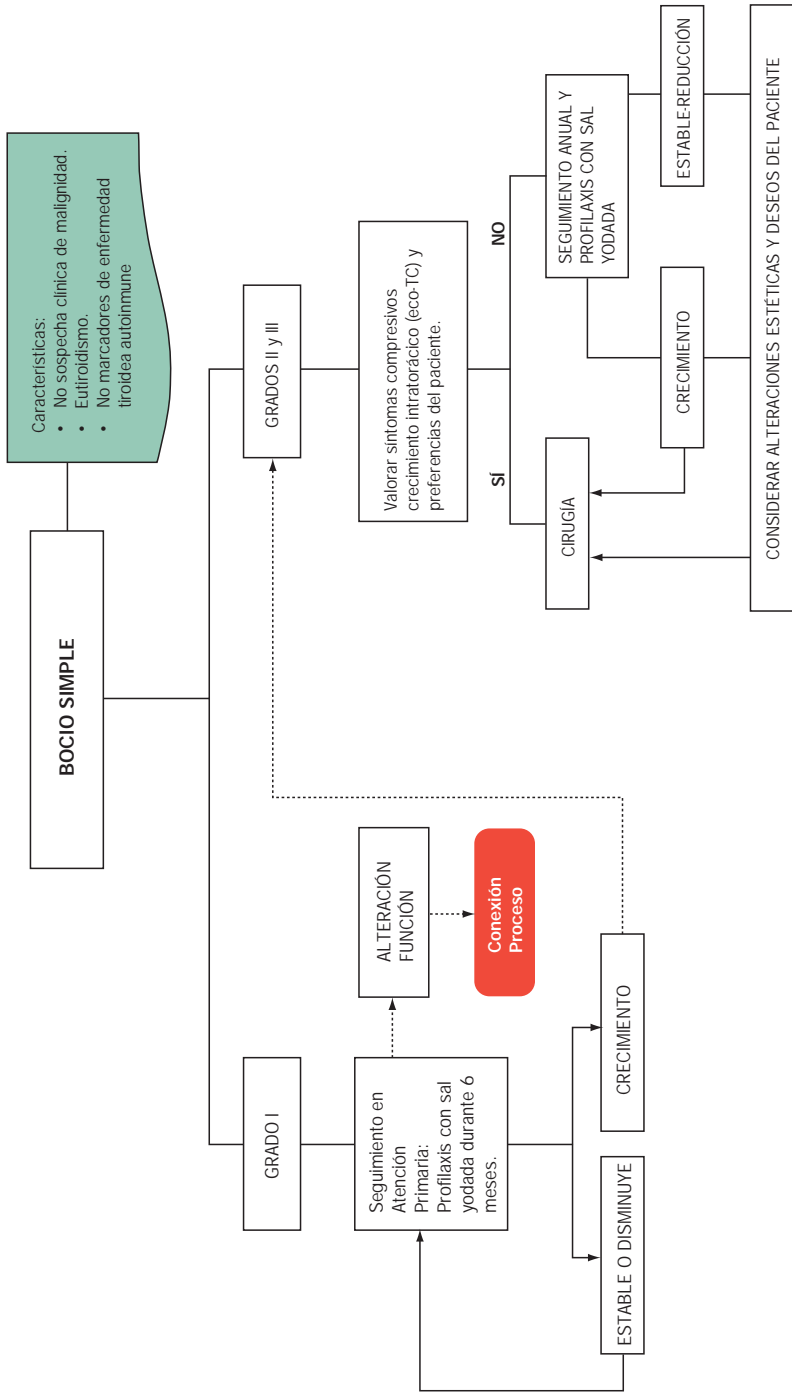 BOCIO SIMPLE
Características:
• No sospecha clínica de malignidad.
• Eutiroidismo.
• No marcadores de enfermedad
tiroidea autoinmune
GRADO I
GRADOS II y III
Seguimiento en
Atención
Primaria:
Profilaxis con sal
yodada durante 6
meses.
ALTERACIÓN
FUNCIÓN
Conexión
Proceso
ESTABLE O DISMINUYE
CRECIMIENTO
Valorar síntomas compresivos
crecimiento intratorácico (eco-TC) y
preferencias del paciente.
SÍ
NO
CIRUGÍA
SEGUIMIENTO ANUAL Y
PROFILAXIS CON SAL
YODADA
CRECIMIENTO
ESTABLE-REDUCCIÓN
CONSIDERAR ALTERACIONES ESTÉTICAS Y DESEOS DEL PACIENTE